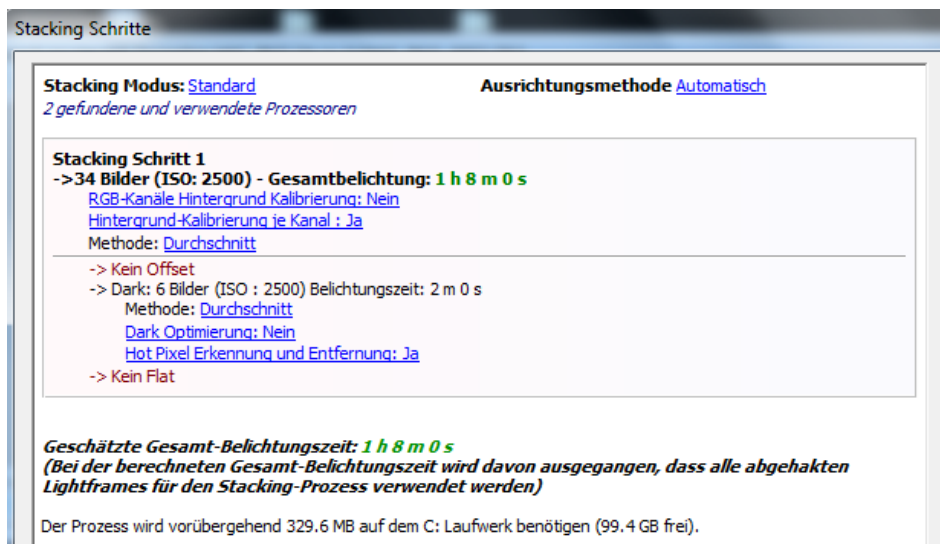 Stacking Schritte
Stacking Modus: Standard Ausrichtungsmethode Automatisch
2 gefundene und verwendete Prozessoren
Stacking Schritt 1
->34 Bilder (ISO: 2500) - Gesamtbelichtung: 1 h 8 m 0 s
RGB-Kanäle Hintergrund Kalibrierung: Nein
Hintergrund-Kalibrierung je Kanal : Ja
Methode: Durchschnitt
-> Kein Offset
-> Dark: 6 Bilder (ISO : 2500) Belichtungszeit: 2 m 0 s
Methode: Durchschnitt
Dark Optimierung: Nein
Hot Pixel Erkennung und Entfernung: Ja
-> Kein Flat
Geschätzte Gesamt-Belichtungszeit: 1 h 8 m 0 s
(Bei der berechneten Gesamt-Belichtungszeit wird davon ausgegangen, dass alle abgehakten
Lightframes für den Stacking-Prozess verwendet werden)
Der Prozess wird vorübergehend 329.6 MB auf dem C: Laufwerk benötigen (99.4 GB frei).